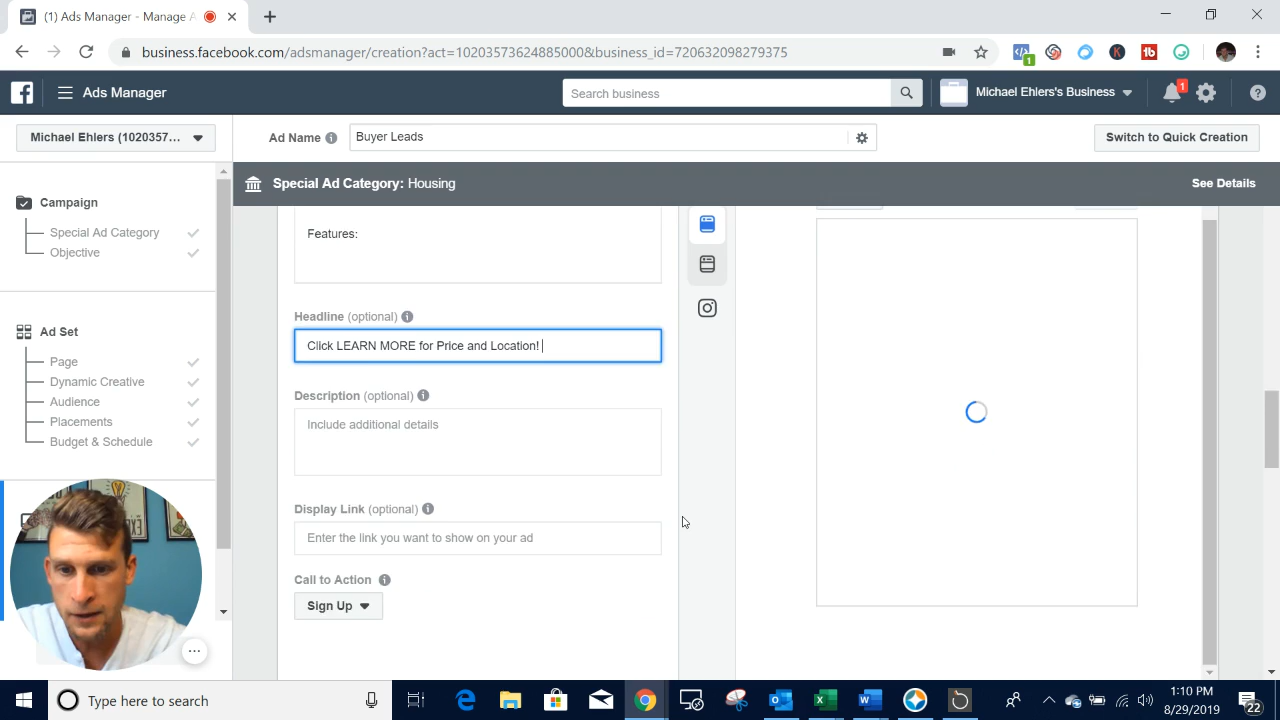 (1) Ads Manager - Manage A
business.facebook.com/adsmanager/creation?act=10203573624885000&business_id=720632098279375
K
1
Ads Manager
Search business
Michael Ehlers's Business
1
Michael Ehlers (1020357...
Ad Name
Buyer Leads
Switch to Quick Creation
Special Ad Category: Housing
See Details
Campaign
Special Ad Category
Objective
Ad Set
Page
Dynamic Creative
Audience
Placements
Budget & Schedule
Features:
Headline (optional)
Click LEARN MORE for Price and Location!
Description (optional)
Include additional details
Display Link (optional)
Enter the link you want to show on your ad
Call to Action
Sign Up
Type here to search
1:10 PM
8/29/2019
22